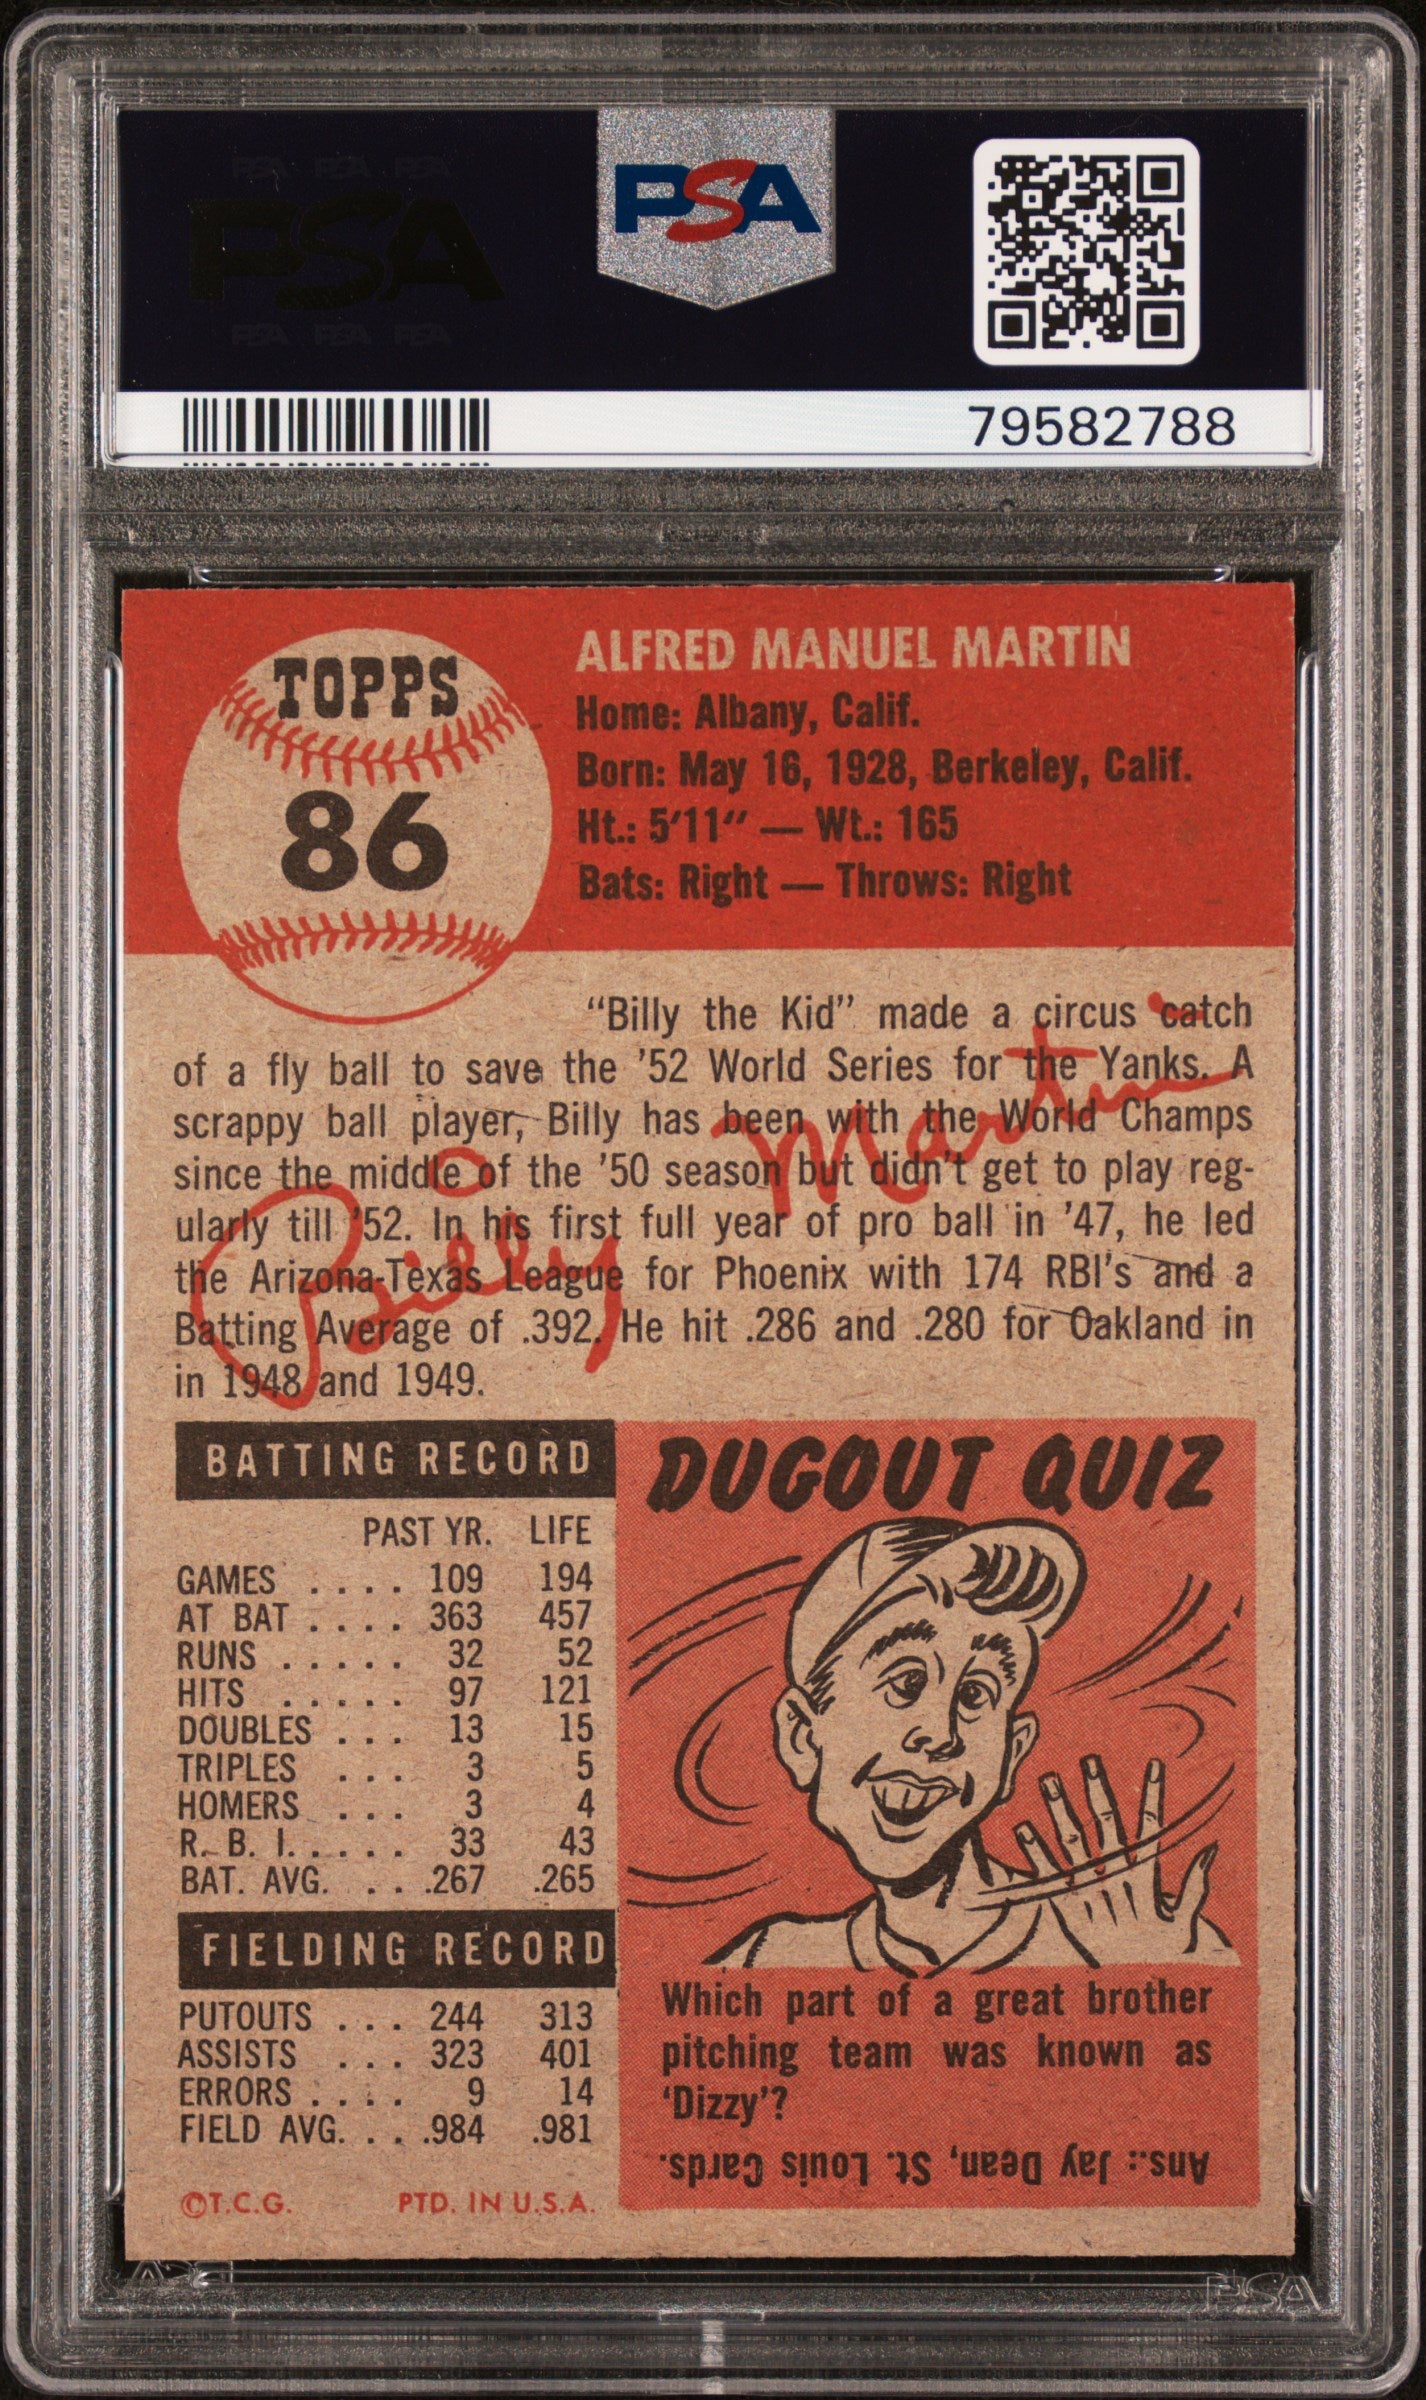 PSA PSA PSA
PSA
PSA PSA PSA
PSA
79582788
TOPPS
86
ALFRED MANUEL MARTIN
Home: Albany, Calif.
Born: May 16, 1928, Berkeley, Calif.
Ht.: 5'11" — Wt.: 165
Bats: Right — Throws: Right
"Billy the Kid" made a circus catch
of a fly ball to save the '52 World Series for the Yanks. A
scrappy ball player, Billy has been with the World Champs
since the middle of the '50 season but didn't get to play reg-
ularly till '52. In his first full year of pro ball in '47, he led
the Arizona-Texas League for Phoenix with 174 RBI's and a
Batting Average of .392. He hit .286 and .280 for Oakland in
in 1948 and 1949.
Billy Martin
BATTING RECORD
PAST YR. LIFE
GAMES . . . . 109 194
AT BAT . . . . 363 457
RUNS . . . . . 32 52
HITS . . . . . 97 121
DOUBLES . . . 13 15
TRIPLES . . . 3 5
HOMERS . . . 3 4
R. B. I. . . . . 33 43
BAT. AVG. . . . .267 .265
FIELDING RECORD
PUTOUTS . . . 244 313
ASSISTS . . . 323 401
ERRORS . . . . 9 14
FIELD AVG. . . . .984 .981
©T.C.G. PTD. IN U.S.A.
DUGOUT QUIZ
Which part of a great brother
pitching team was known as
'Dizzy'?
Ans.: Jay Dean, St. Louis Cards.
PSA